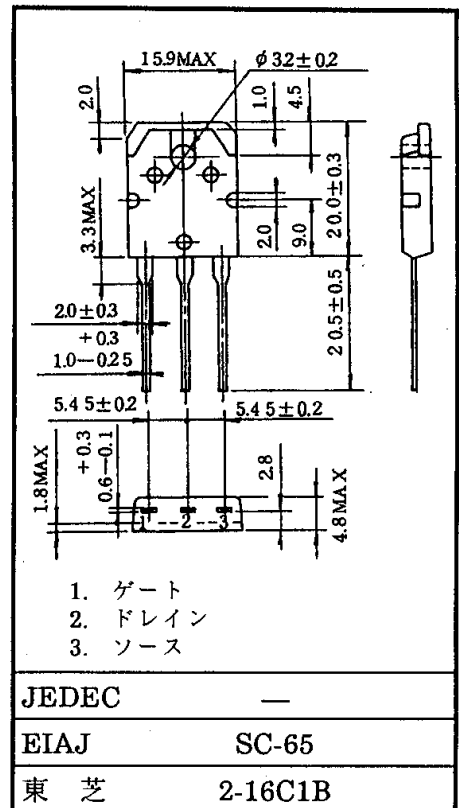 15.9MAX
φ3.2±0.2
2.0
1.0
4.5
3.3MAX
2.0
9.0
20.0±0.3
20.5±0.5
2.0±0.3
+0.3
1.0-0.25
5.45±0.2
5.45±0.2
1.8MAX
+0.3
0.6-0.1
2.8
4.8MAX
1 2 3
1. ゲート
2. ドレイン
3. ソース
JEDEC —
EIAJ SC-65
東芝 2-16C1B